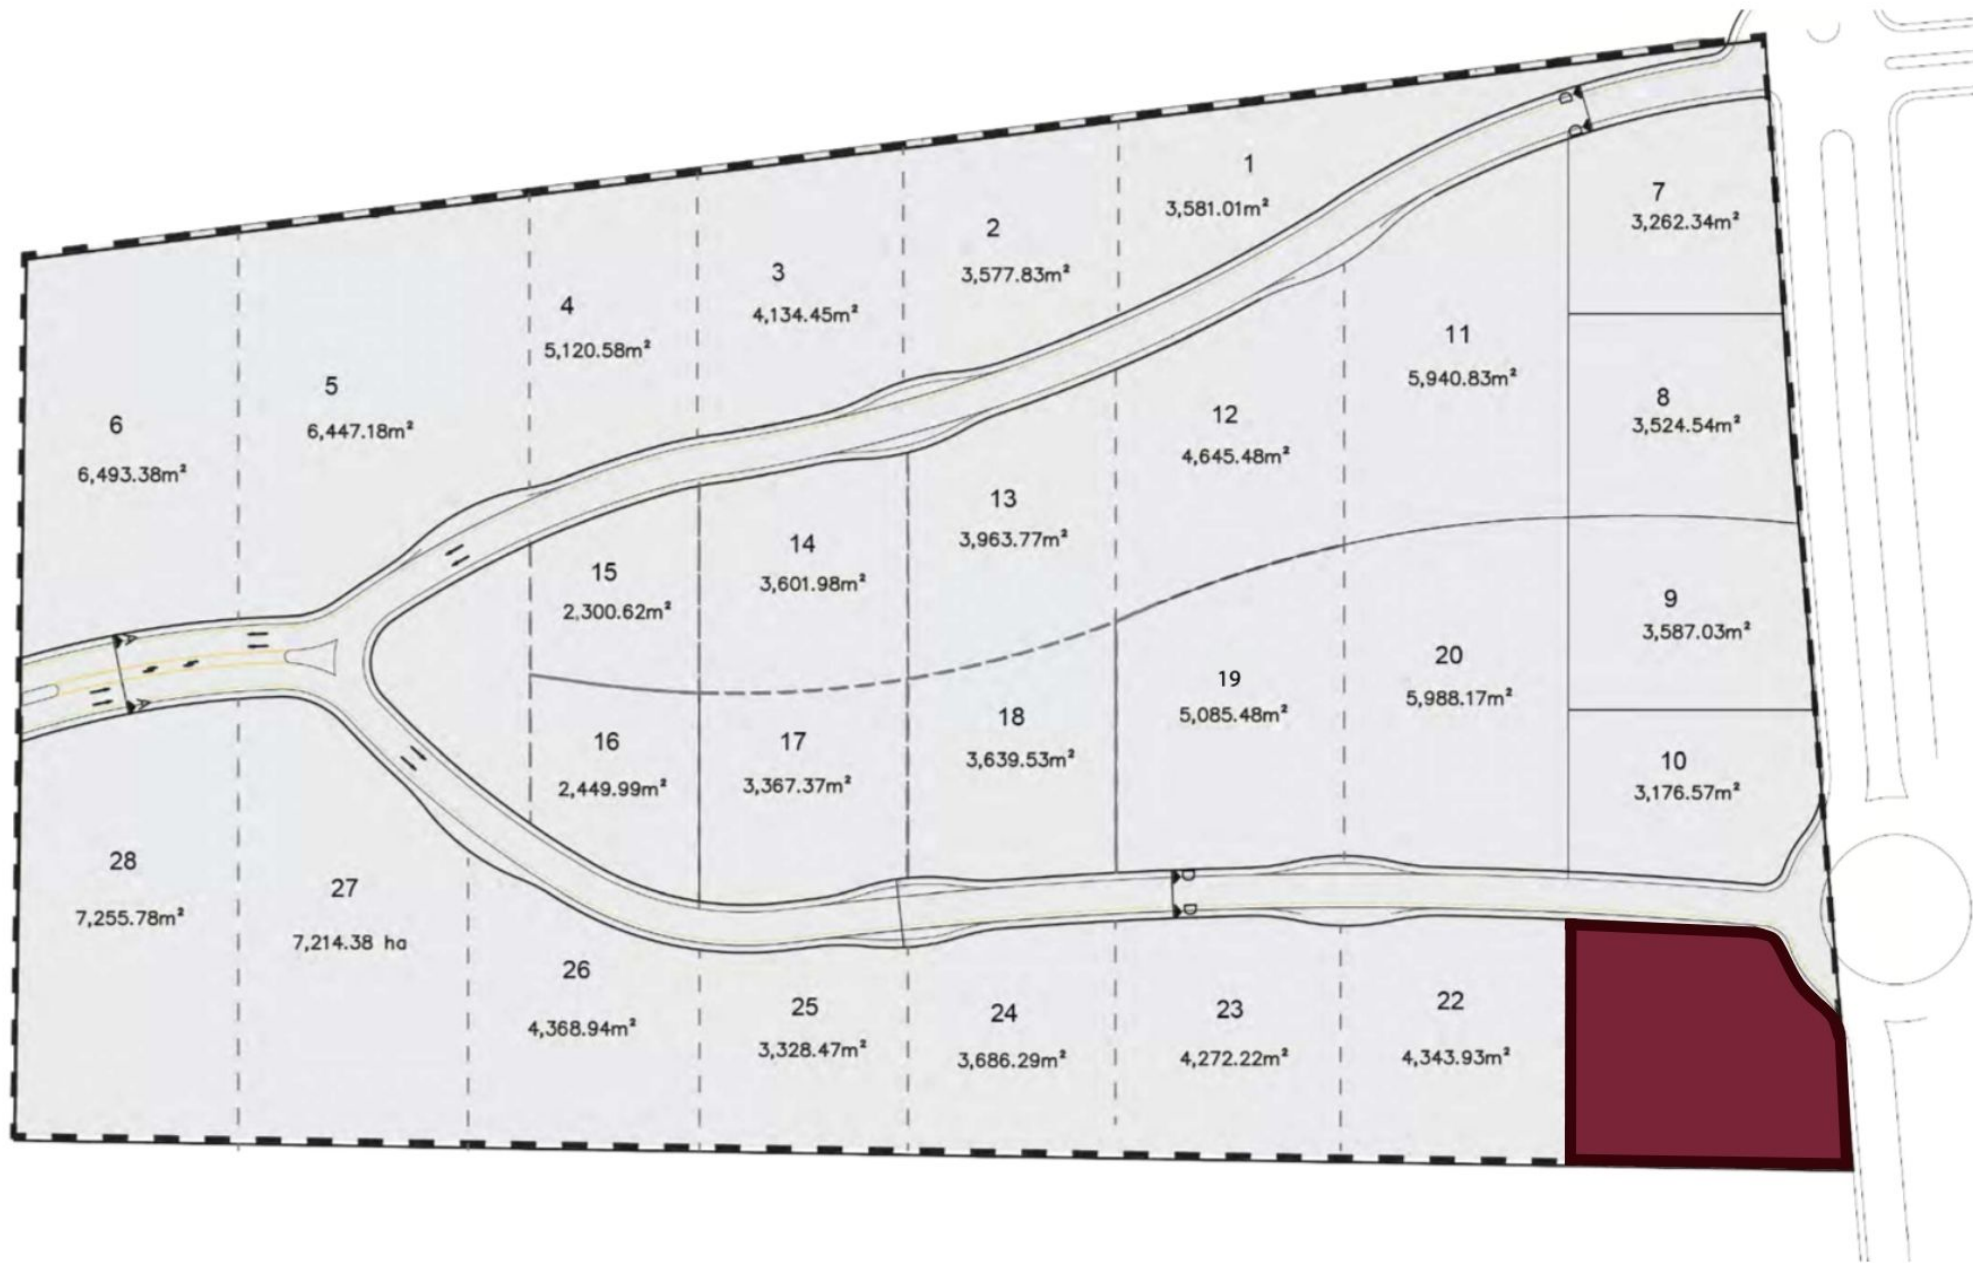 1
3,581.01m²
2
3,577.83m²
3
4,134.45m²
4
5,120.58m²
5
6,447.18m²
6
6,493.38m²
7
3,262.34m²
8
3,524.54m²
9
3,587.03m²
10
3,176.57m²
11
5,940.83m²
12
4,645.48m²
13
3,963.77m²
14
3,601.98m²
15
2,300.62m²
16
2,449.99m²
17
3,367.37m²
18
3,639.53m²
19
5,085.48m²
20
5,988.17m²
22
4,343.93m²
23
4,272.22m²
24
3,686.29m²
25
3,328.47m²
26
4,368.94m²
27
7,214.38 ha
28
7,255.78m²